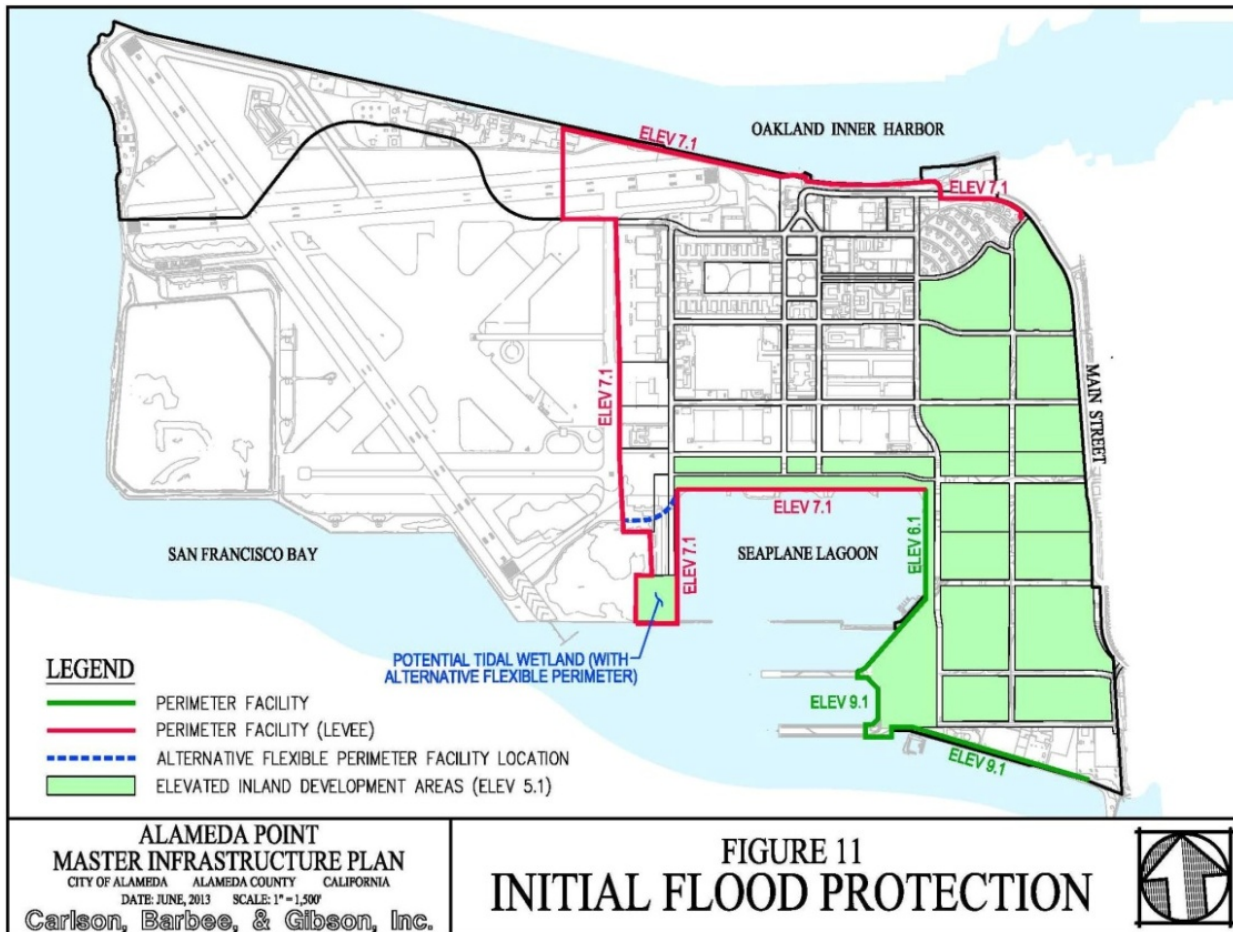 OAKLAND INNER HARBOR
ELEV 7.1
ELEV 7.1
ELEV 7.1
MAIN STREET
ELEV 7.1
ELEV 6.1
ELEV 7.1
SAN FRANCISCO BAY
SEAPLANE LAGOON
POTENTIAL TIDAL WETLAND (WITH
ALTERNATIVE FLEXIBLE PERIMETER)
ELEV 9.1
ELEV 9.1
LEGEND
PERIMETER FACILITY
PERIMETER FACILITY (LEVEE)
ALTERNATIVE FLEXIBLE PERIMETER FACILITY LOCATION
ELEVATED INLAND DEVELOPMENT AREAS (ELEV 5.1)
ALAMEDA POINT
MASTER INFRASTRUCTURE PLAN
CITY OF ALAMEDA ALAMEDA COUNTY CALIFORNIA
DATE: JUNE, 2013 SCALE: 1" = 1,500'
Carlson, Barbee, & Gibson, Inc.
FIGURE 11
INITIAL FLOOD PROTECTION